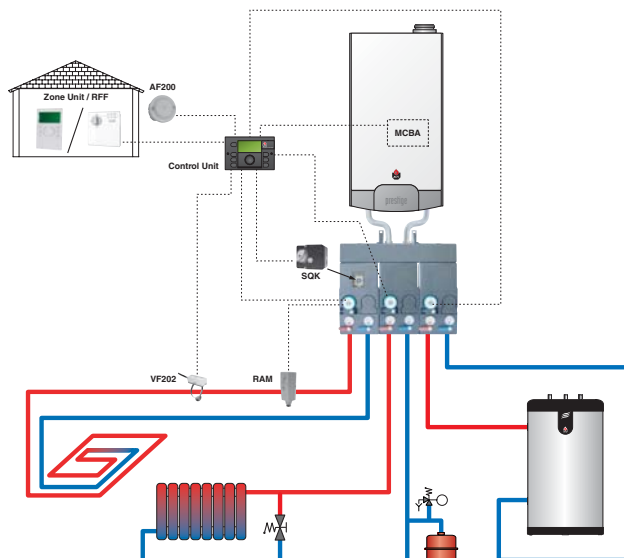 AF200
Zone Unit / RFF
MCBA
Control Unit
prestige
SQK
VF202
RAM